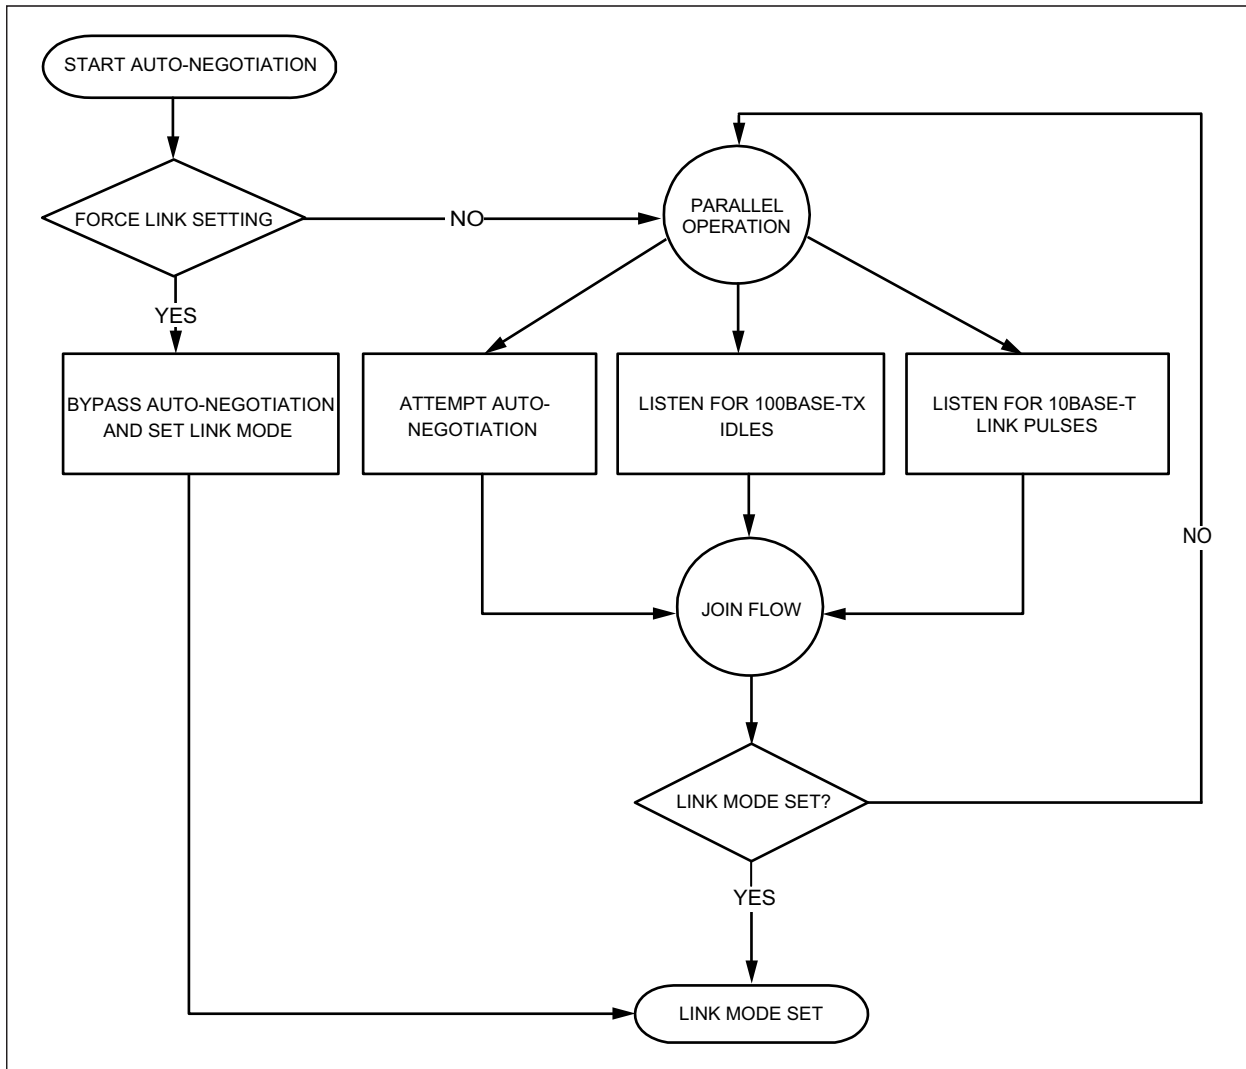 START AUTO-NEGOTIATION
FORCE LINK SETTING
NO
PARALLEL
OPERATION
YES
BYPASS AUTO-NEGOTIATION
AND SET LINK MODE
ATTEMPT AUTO-
NEGOTIATION
LISTEN FOR 100BASE-TX
IDLES
LISTEN FOR 10BASE-T
LINK PULSES
NO
JOIN FLOW
LINK MODE SET?
YES
LINK MODE SET